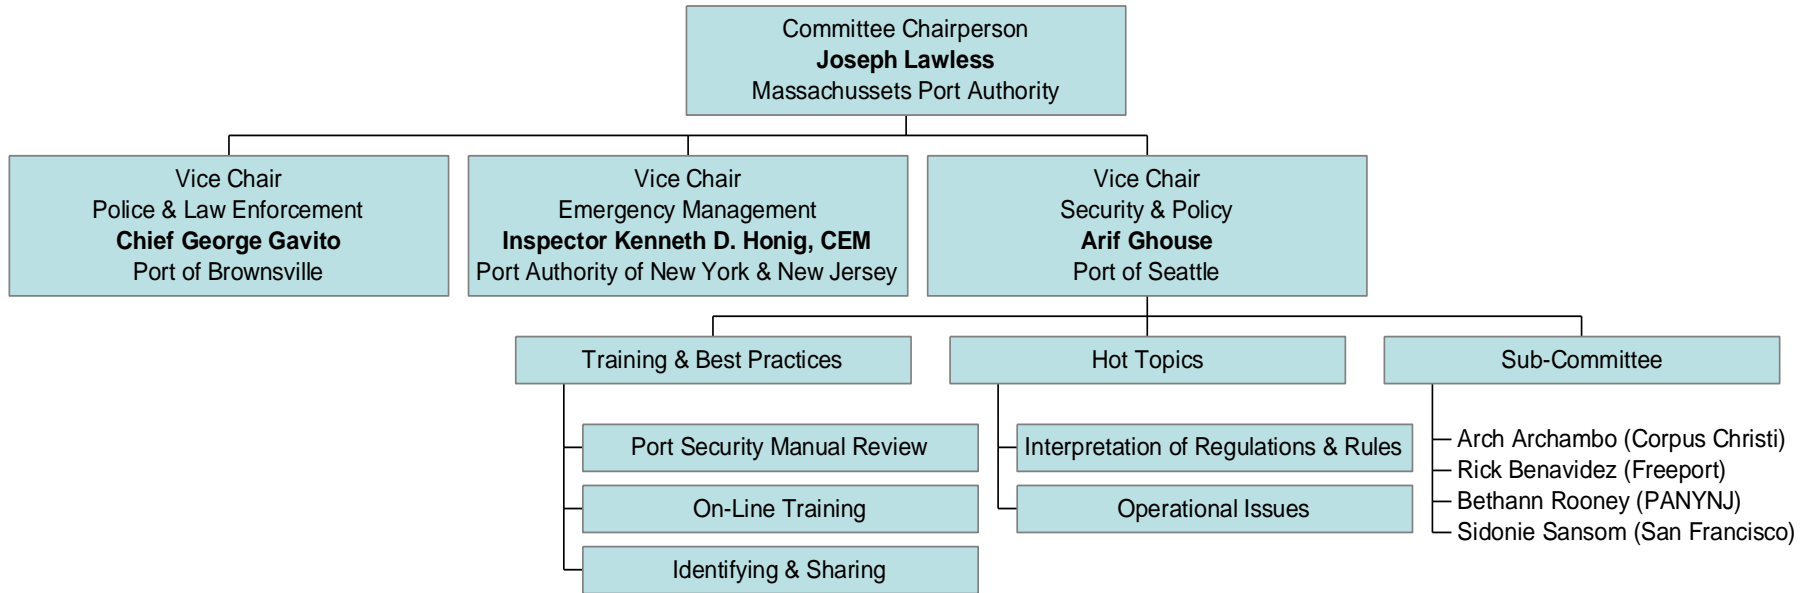 Committee Chairperson
Joseph Lawless
Massachussets Port Authority
Vice Chair
Police & Law Enforcement
Chief George Gavito
Port of Brownsville
Vice Chair
Emergency Management
Inspector Kenneth D. Honig, CEM
Port Authority of New York & New Jersey
Vice Chair
Security & Policy
Arif Ghouse
Port of Seattle
Training & Best Practices
Port Security Manual Review
On-Line Training
Identifying & Sharing
Hot Topics
Interpretation of Regulations & Rules
Operational Issues
Sub-Committee
Arch Archambo (Corpus Christi)
Rick Benavidez (Freeport)
Bethann Rooney (PANYNJ)
Sidonie Sansom (San Francisco)